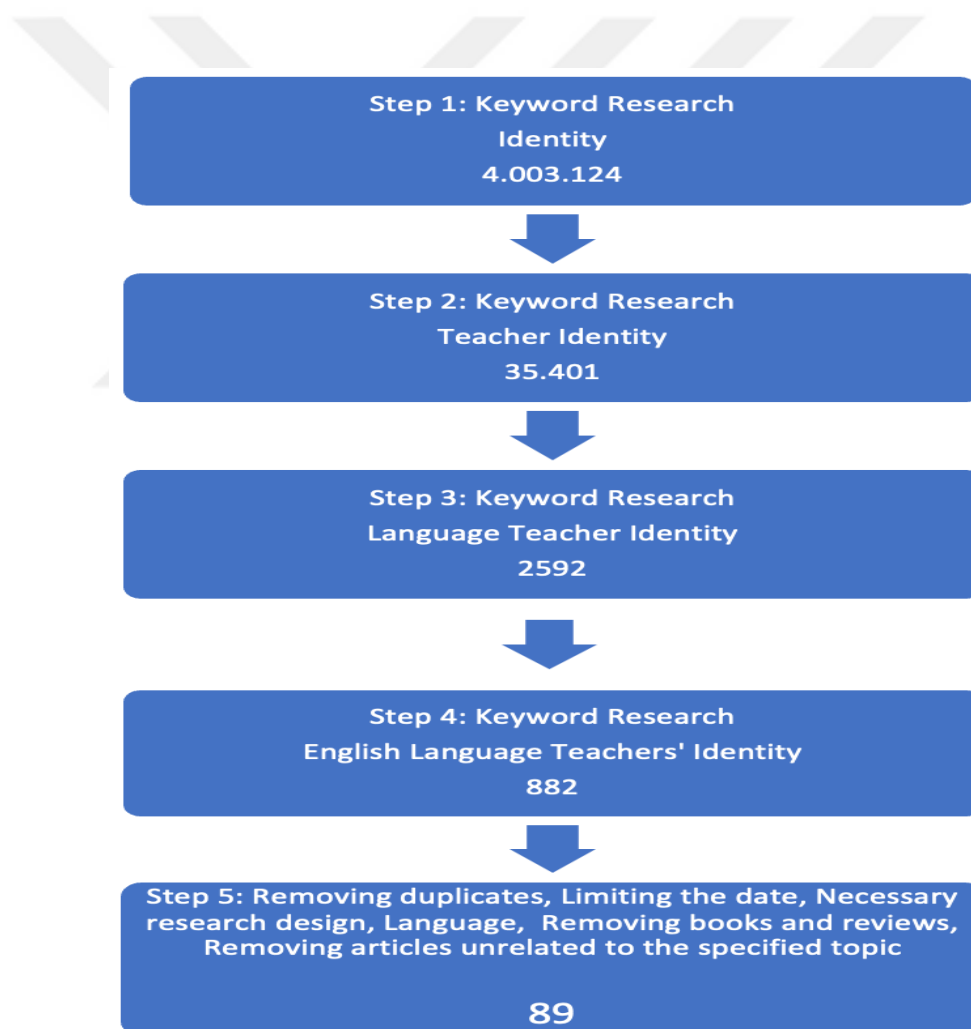 Step 1: Keyword Research
Identity
4.003.124
Step 2: Keyword Research
Teacher Identity
35.401
Step 3: Keyword Research
Language Teacher Identity
2592
Step 4: Keyword Research
English Language Teachers' Identity
882
Step 5: Removing duplicates, Limiting the date, Necessary
research design, Language, Removing books and reviews,
Removing articles unrelated to the specified topic
89